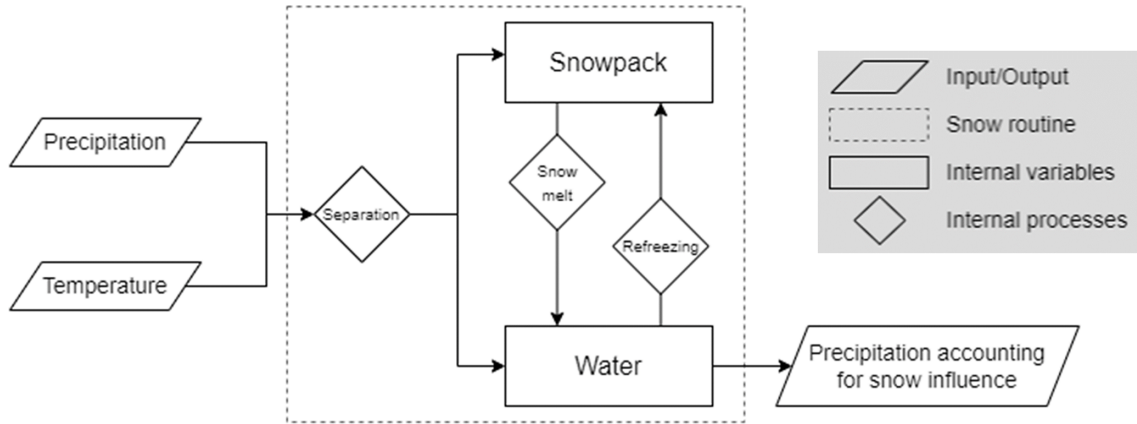 Precipitation
Temperature
Separation
Snowpack
Snow
melt
Refreezing
Water
Precipitation accounting
for snow influence
Input/Output
Snow routine
Internal variables
Internal processes